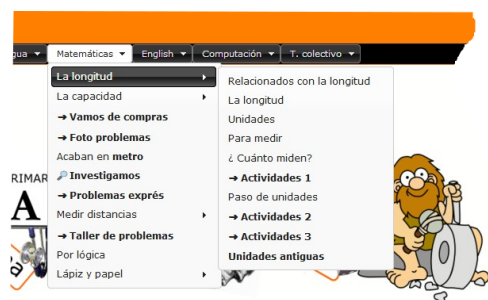 gua Matemáticas English Computación T. colectivo
La longitud
La capacidad
→ Vamos de compras
→ Foto problemas
Acaban en metro
Investigamos
→ Problemas exprés
Medir distancias
→ Taller de problemas
Por lógica
Lápiz y papel
Relacionados con la longitud
La longitud
Unidades
Para medir
¿ Cuánto miden?
→ Actividades 1
Paso de unidades
→ Actividades 2
→ Actividades 3
Unidades antiguas
RIMAR
A